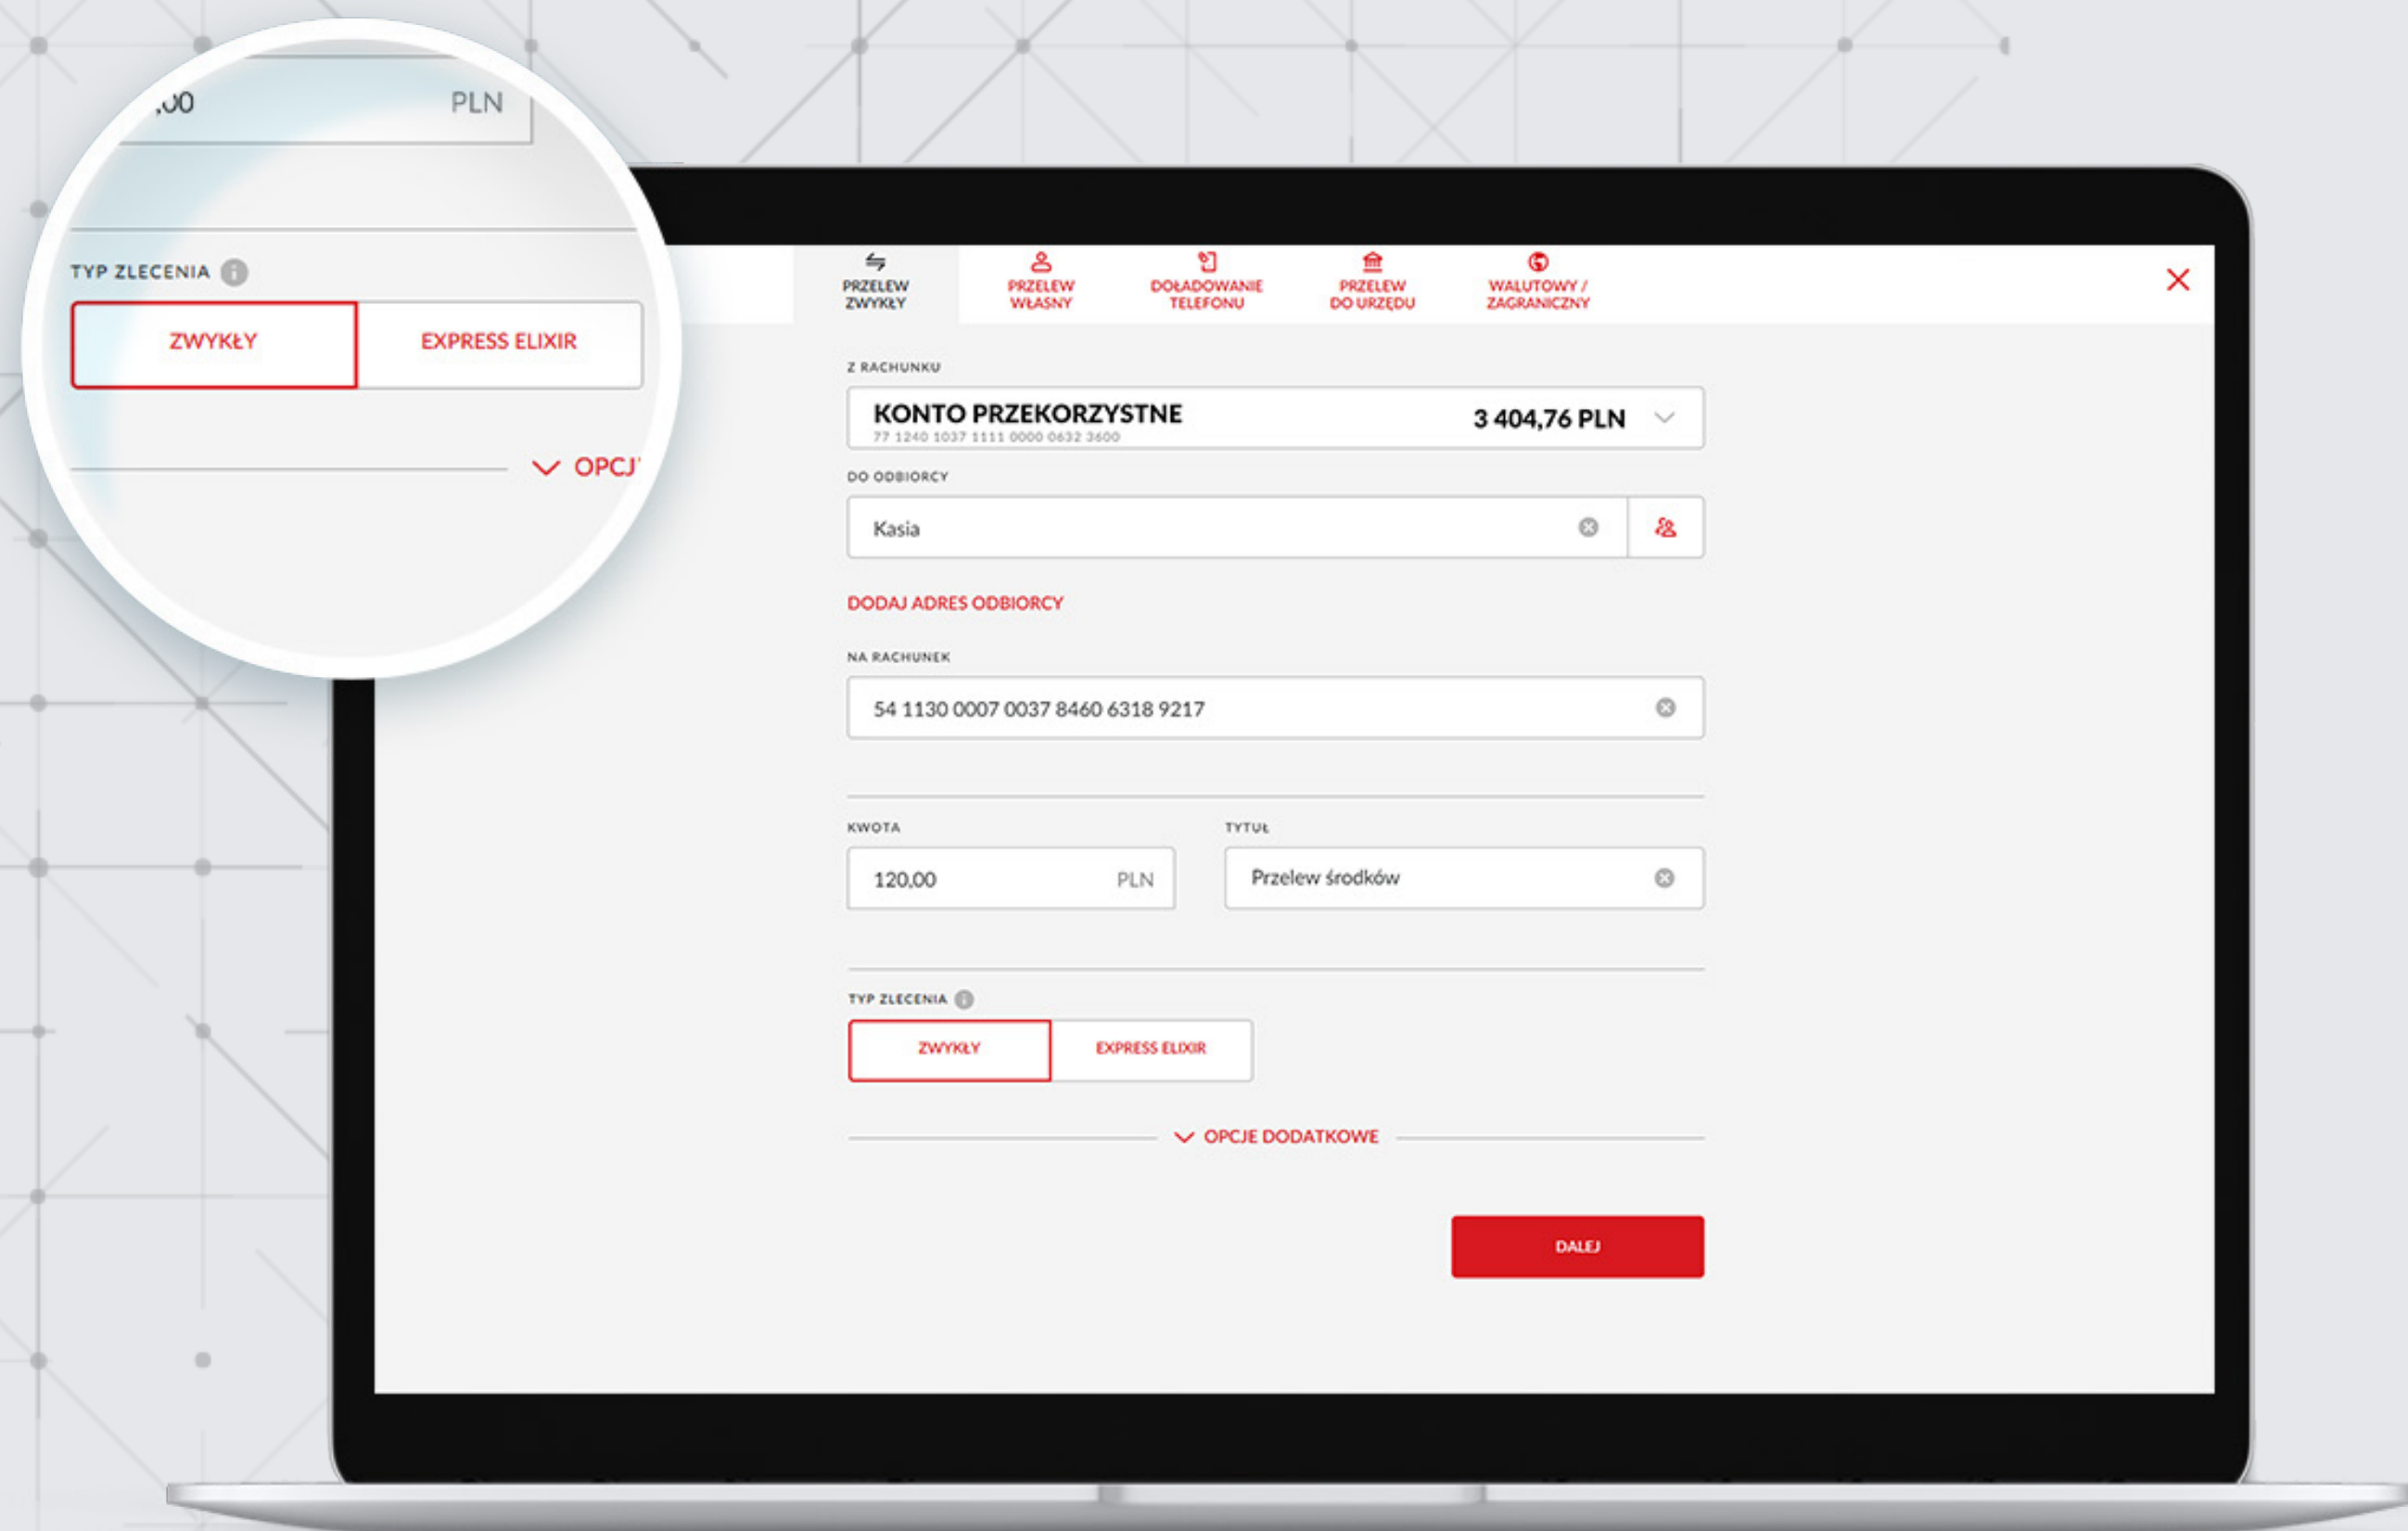 ,00 PLN
TYP ZLECENIA
ZWYKŁY EXPRESS ELIXIR
PRZELEW
ZWYKŁY
PRZELEW
WŁASNY
DOŁADOWANIE
TELEFONU
PRZELEW
DO URZĘDU
WALUTOWY /
ZAGRANICZNY
Z RACHUNKU
KONTO PRZEKORZYSTNE 3 404,76 PLN
77 1240 1037 1111 0000 0632 3600
DO ODBIORCY
Kasia
DODAJ ADRES ODBIORCY
NA RACHUNEK
54 1130 0007 0037 8460 6318 9217
KWOTA TYTUŁ
120,00 PLN Przelew środków
TYP ZLECENIA
ZWYKŁY EXPRESS ELIXIR
OPCJE DODATKOWE
DALEJ